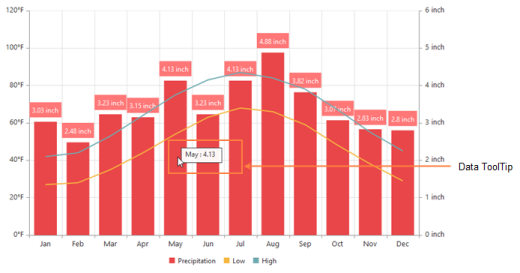 120°F
6 inch
4.88 inch
100°F
5 inch
4.13 inch
4.13 inch
3.82 inch
80°F
4 inch
3.23 inch
3.15 inch
3.23 inch
3.03 inch
3.07 inch
2.83 inch
2.8 inch
2.48 inch
60°F
3 inch
May : 4.13
Data ToolTip
40°F
2 inch
20°F
1 inch
0°F
0 inch
Jan Feb Mar Apr May Jun Jul Aug Sep Oct Nov Dec
Precipitation Low High